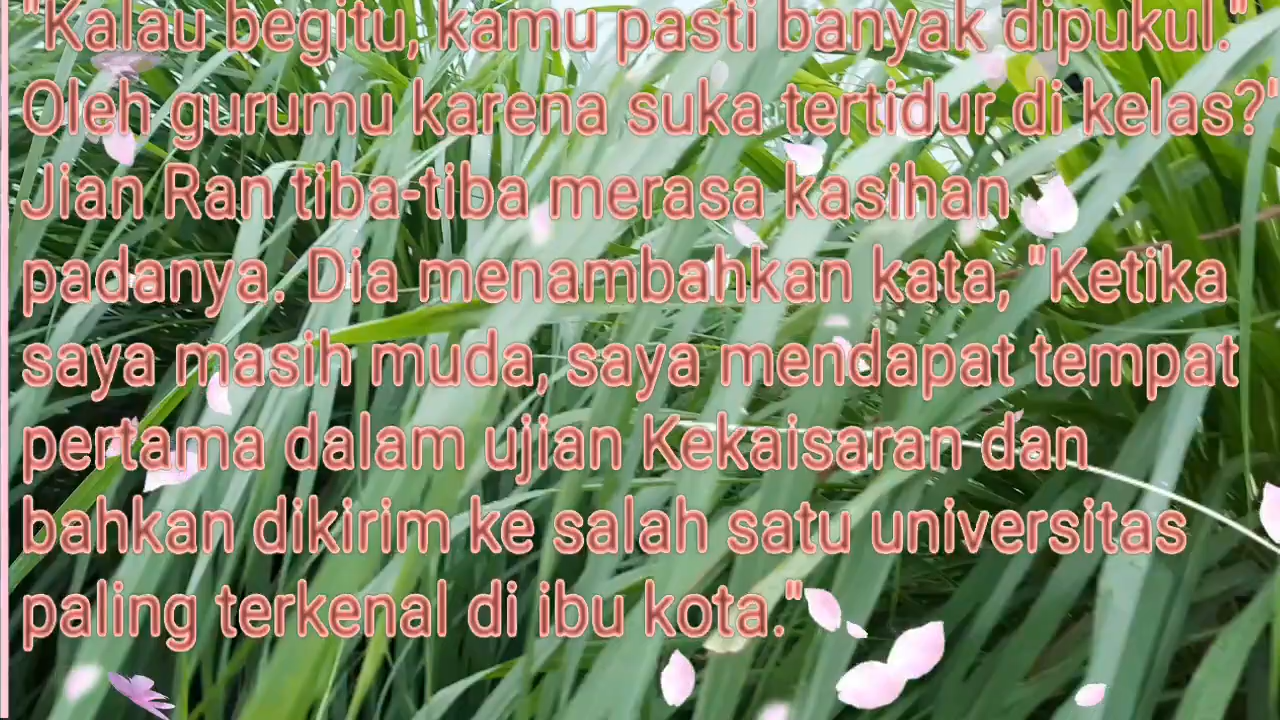 "Kalau begitu, kamu pasti banyak dipukul."
Oleh gurumu karena suka tertidur di kelas?"
Jian Ran tiba-tiba merasa kasihan
padanya. Dia menambahkan kata, "Ketika
saya masih muda, saya mendapat tempat
pertama dalam ujian Kekaisaran dan
bahkan dikirim ke salah satu universitas
paling terkenal di ibu kota."